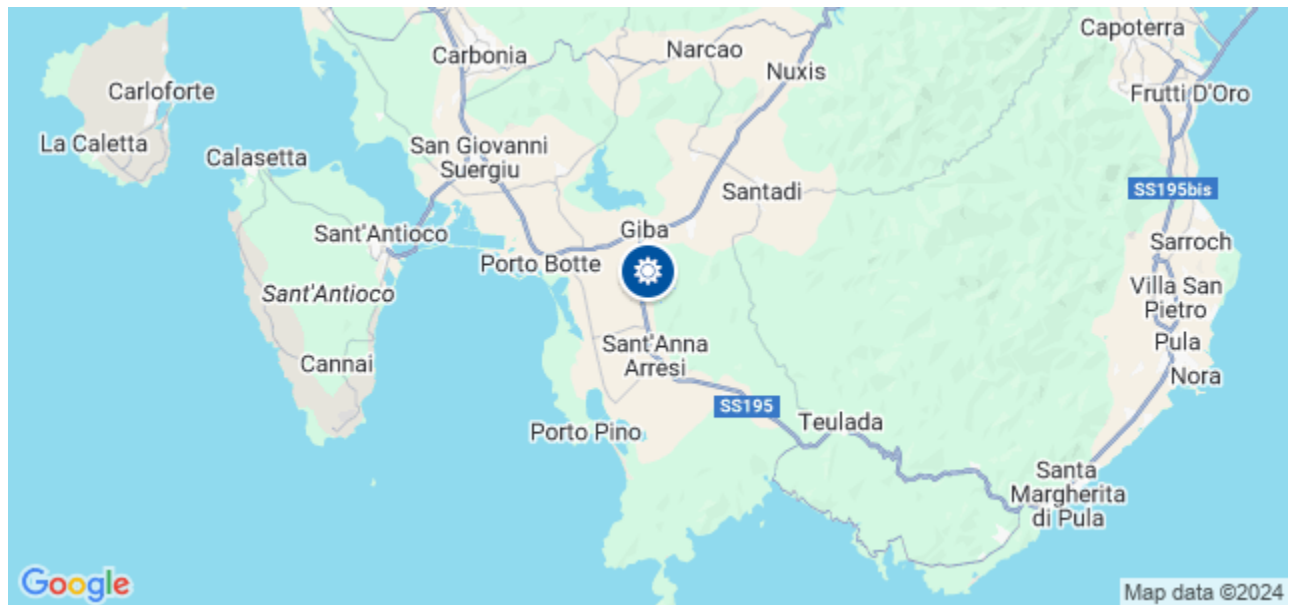 Capoterra
Narcao
Carbonia
Nuxis
Carloforte
Frutti D'Oro
La Caletta
San Giovanni
Suergiu
Calasetta
Santadi
SS195bis
Giba
Sant'Antioco
Sarroch
Porto Botte
Sant'Antioco
Villa San
Pietro
Sant'Anna
Arresi
Pula
Cannai
Nora
SS195
Teulada
Porto Pino
Santa
Margherita
di Pula
Google
Map data ©2024